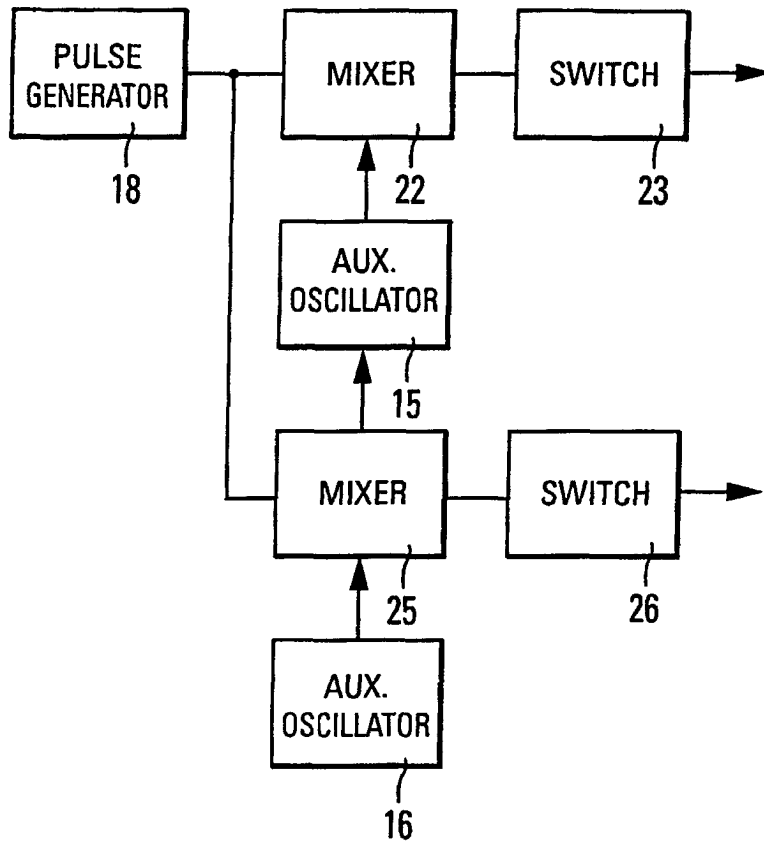 PULSE
GENERATOR
18
MIXER
22
SWITCH
23
AUX.
OSCILLATOR
15
MIXER
25
SWITCH
26
AUX.
OSCILLATOR
16